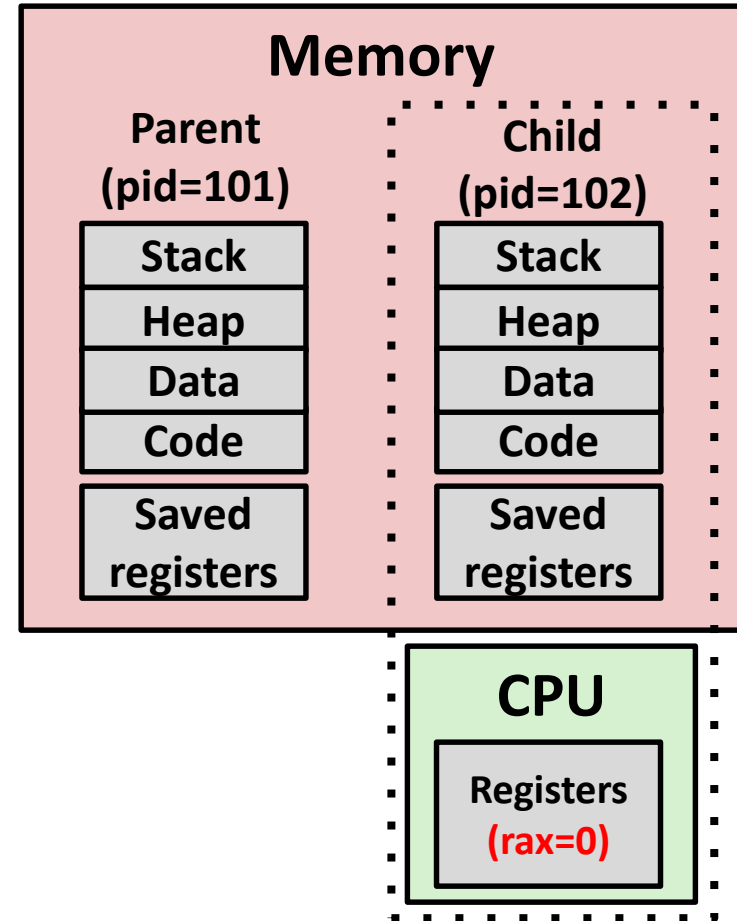 Memory
Parent
(pid=101)
Stack
Heap
Data
Code
Saved
registers
Child
(pid=102)
Stack
Heap
Data
Code
Saved
registers
CPU
Registers
(rax=0)